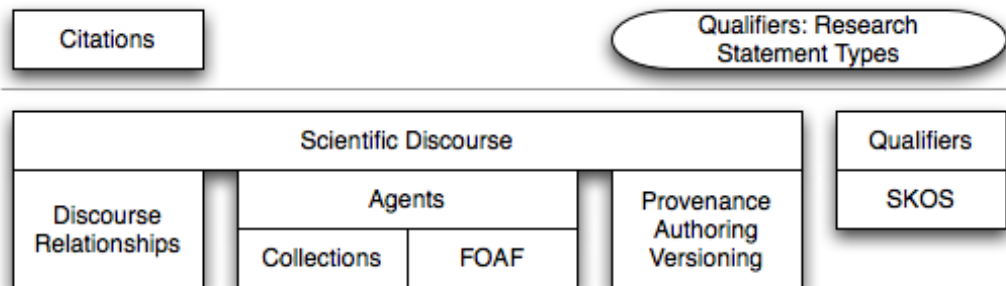 Citations
Qualifiers: Research
Statement Types
Scientific Discourse
Qualifiers
Discourse
Relationships
Agents
Collections
FOAF
Provenance
Authoring
Versioning
SKOS